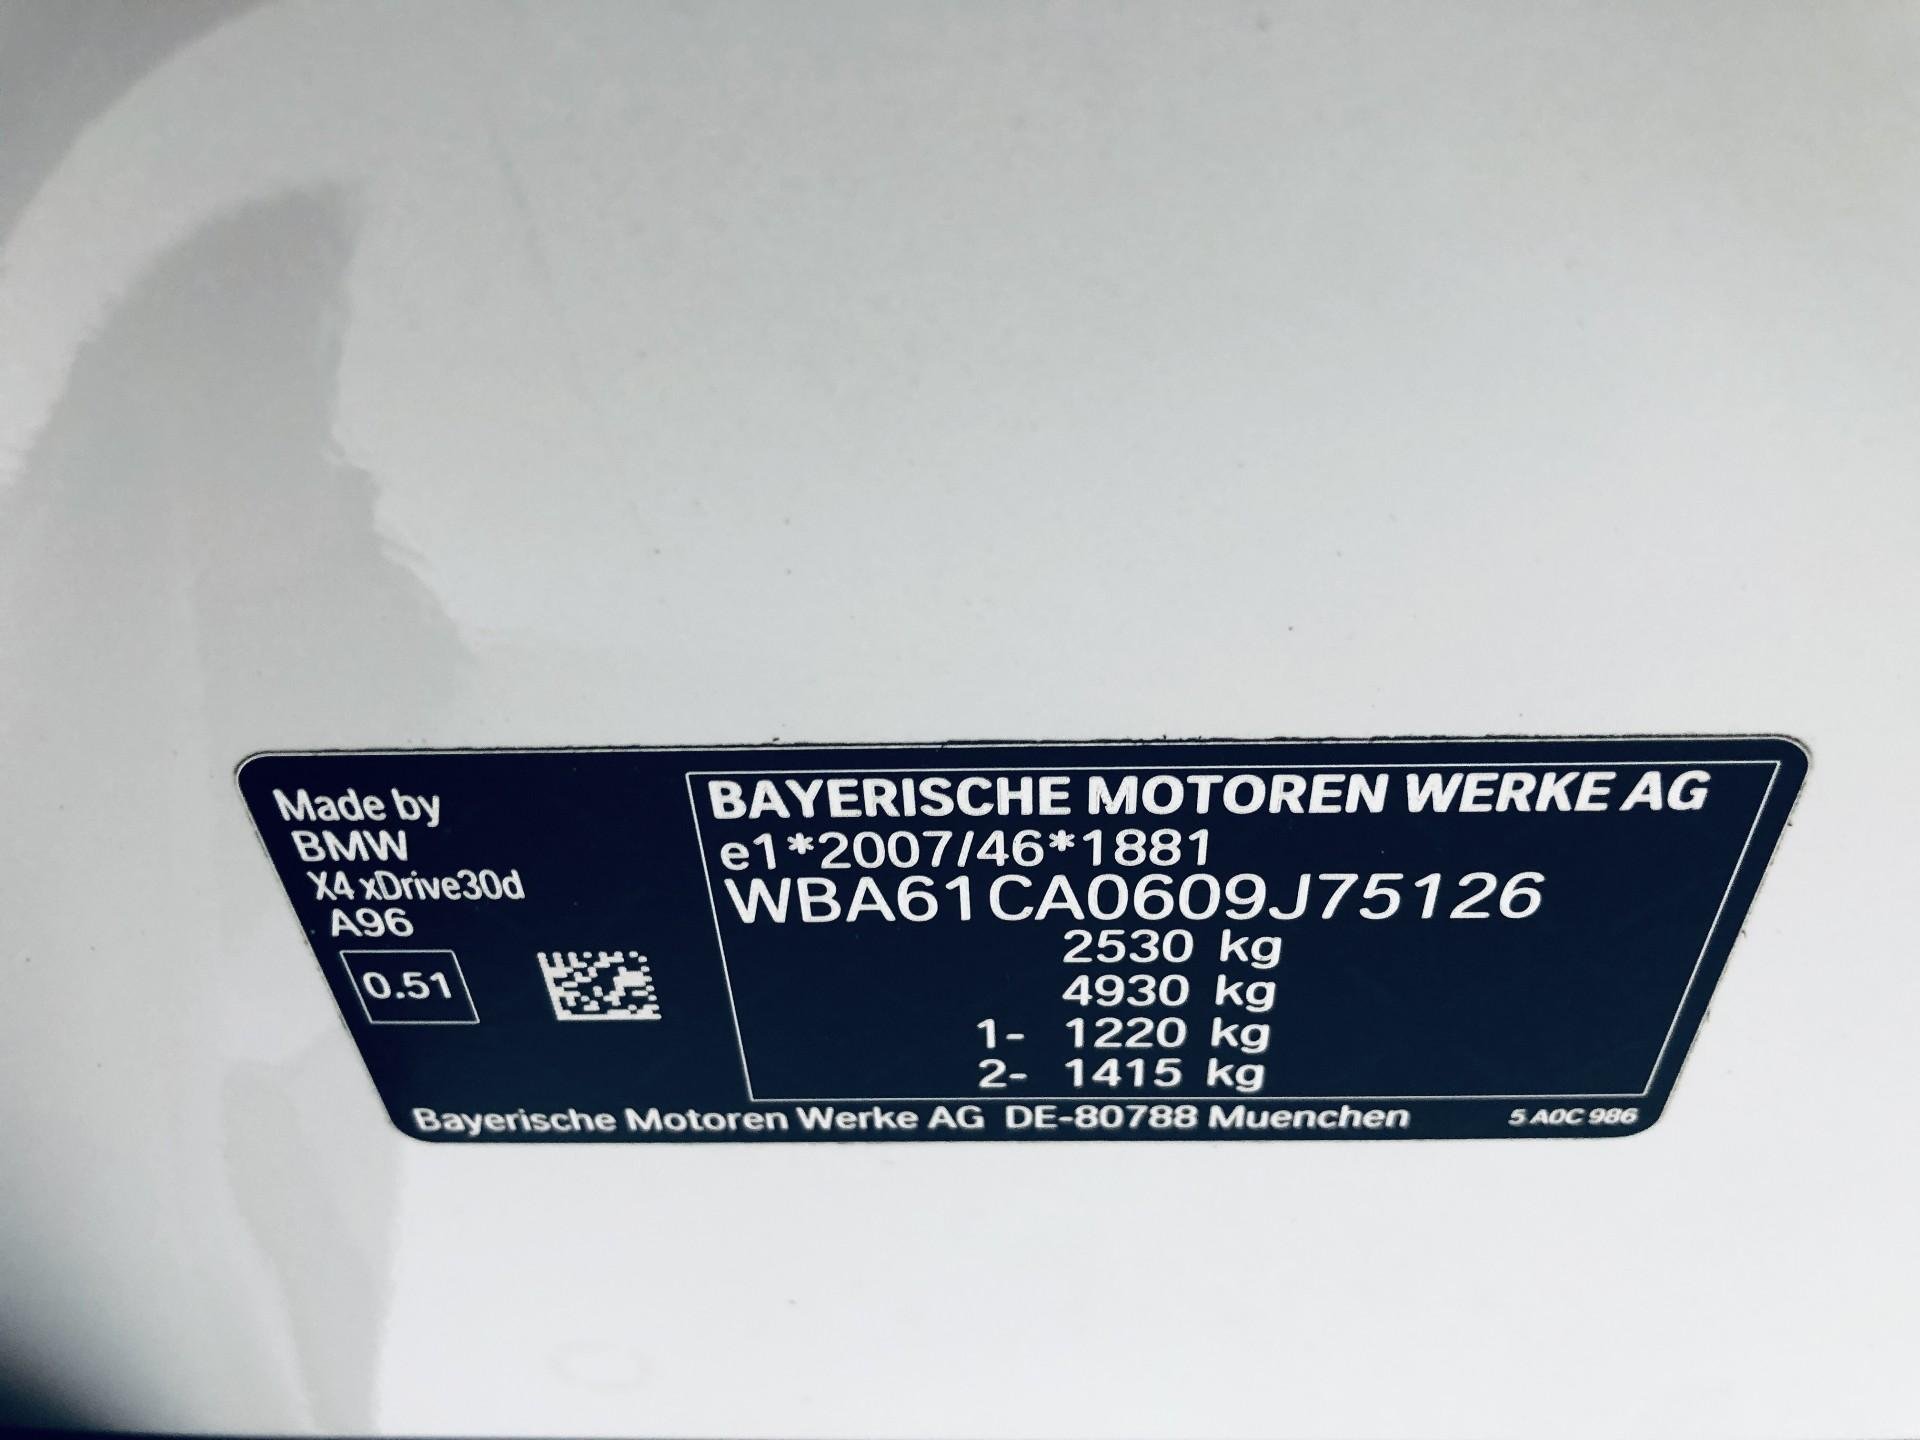 Made by
BMW
X4 xDrive30d
A96
0.51
BAYERISCHE MOTOREN WERKE AG
e1*2007/46*1881
WBA61CA0609J75126
2530 kg
4930 kg
1- 1220 kg
2- 1415 kg
Bayerische Motoren Werke AG DE-80788 Muenchen 5 A0C 986